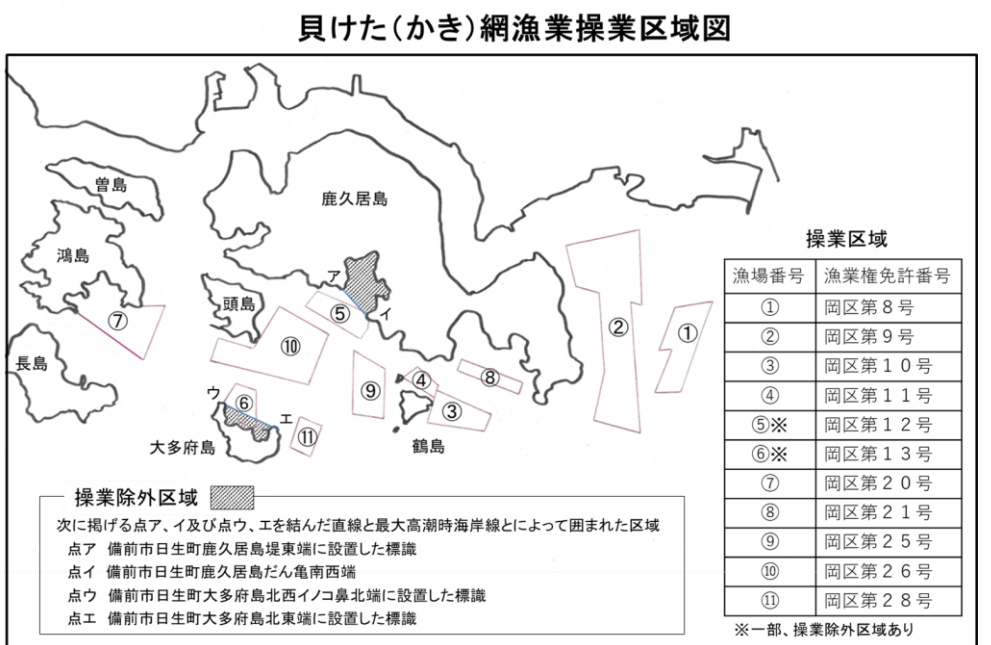 貝けた(かき)網漁業操業区域図
曽島
鹿久居島
鴻島
ア
頭島
イ
⑦
⑤
②
①
⑩
長島
④
⑧
⑨
ウ
⑥
エ
③
⑪
大多府島
鶴島
操業区域
漁場番号 漁業権免許番号
① 岡区第8号
② 岡区第9号
③ 岡区第10号
④ 岡区第11号
⑤※ 岡区第12号
⑥※ 岡区第13号
⑦ 岡区第20号
⑧ 岡区第21号
⑨ 岡区第25号
⑩ 岡区第26号
⑪ 岡区第28号
※一部、操業除外区域あり
操業除外区域
次に掲げる点ア、イ及び点ウ、エを結んだ直線と最大高潮時海岸線とによって囲まれた区域
点ア 備前市日生町鹿久居島堤東端に設置した標識
点イ 備前市日生町鹿久居島だん亀南西端
点ウ 備前市日生町大多府島北西イノコ鼻北端に設置した標識
点エ 備前市日生町大多府島北東端に設置した標識